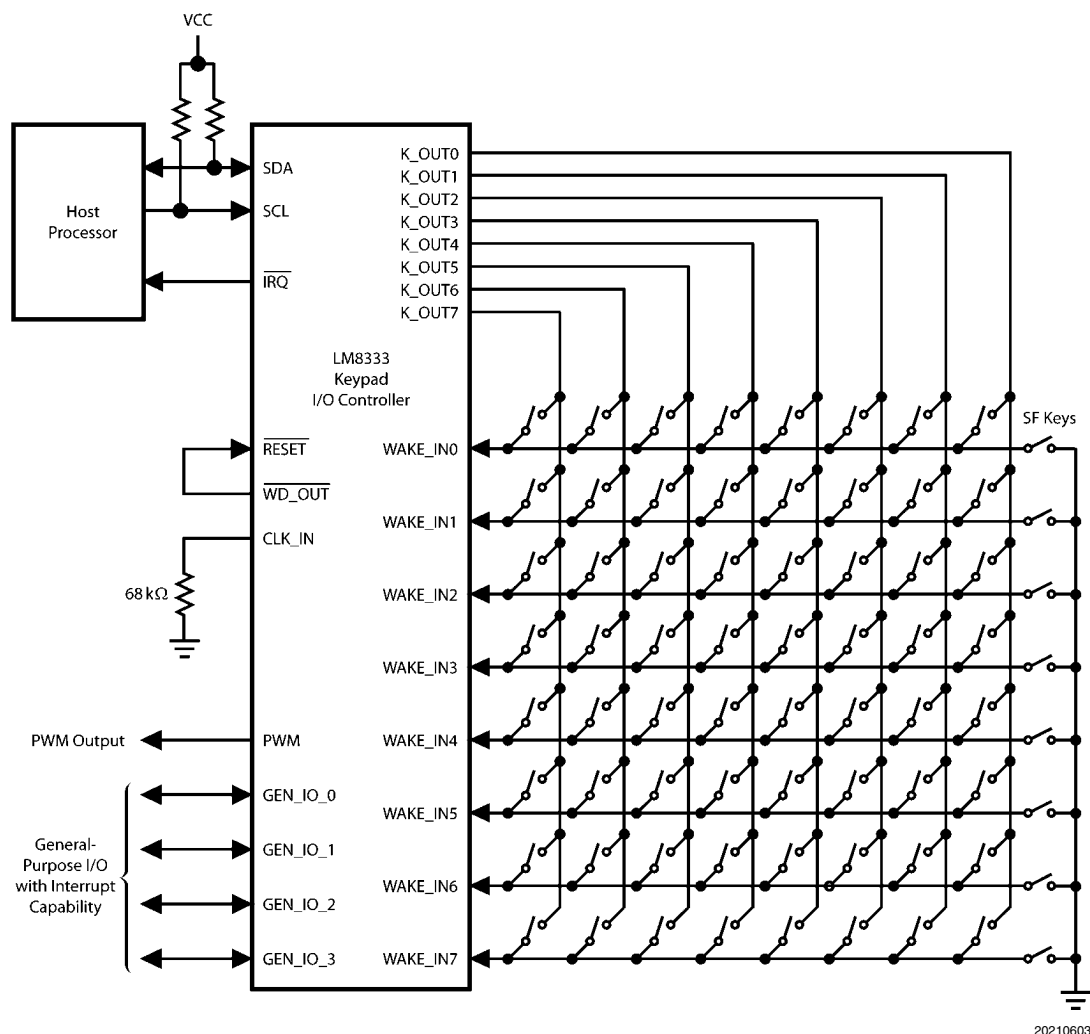 VCC
Host
Processor
SDA
SCL
IRQ
K_OUT0
K_OUT1
K_OUT2
K_OUT3
K_OUT4
K_OUT5
K_OUT6
K_OUT7
LM8333
Keypad
I/O Controller
SF Keys
RESET
WD_OUT
CLK_IN
68 kΩ
WAKE_IN0
WAKE_IN1
WAKE_IN2
WAKE_IN3
WAKE_IN4
WAKE_IN5
WAKE_IN6
WAKE_IN7
PWM Output
PWM
GEN_IO_0
GEN_IO_1
GEN_IO_2
GEN_IO_3
General-
Purpose I/O
with Interrupt
Capability
20210603